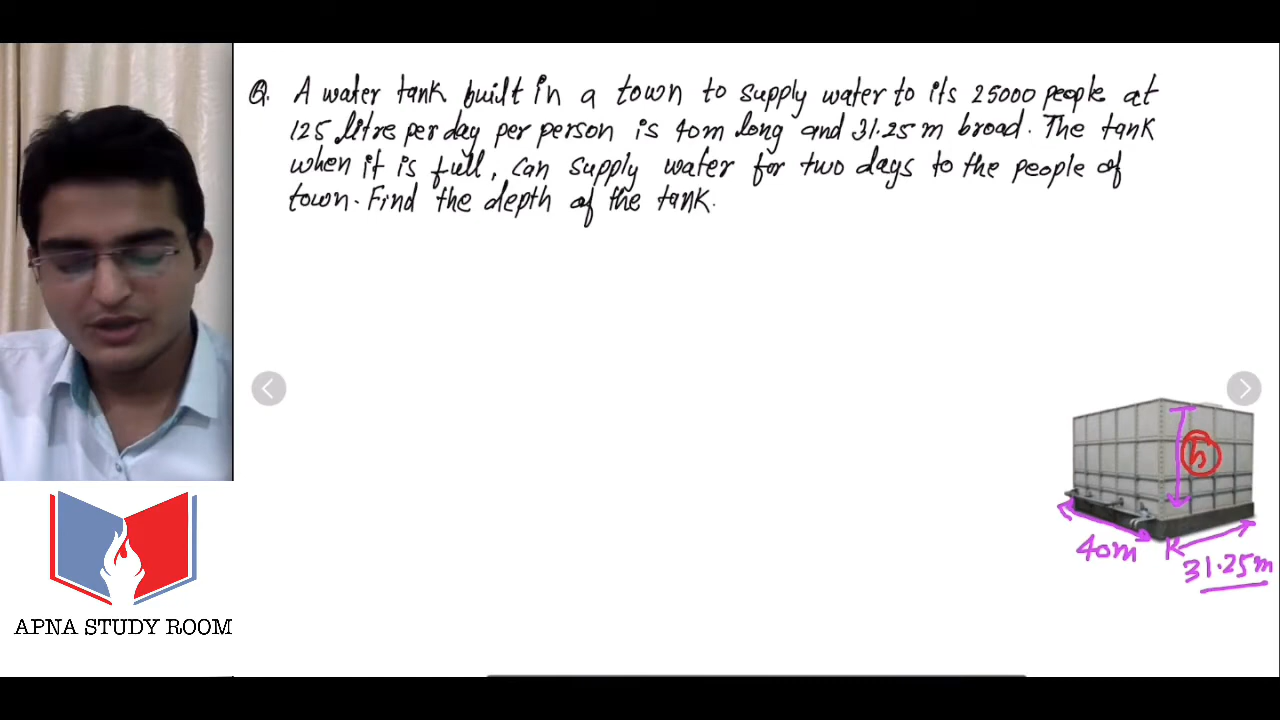 Q. A water tank built in a town to supply water to its 25000 people at
125 litre per day per person is 40m long and 31.25 m broad. The tank
when it is full, can supply water for two days to the people of
town. Find the depth of the tank.
h
40m
31.25m
APNA STUDY ROOM